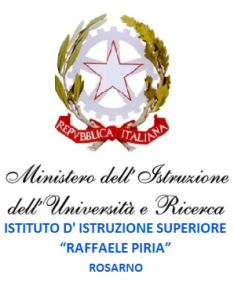 REPVBBLICA ITALIANA
Ministero dell'Istruzione
dell'Università e Ricerca
ISTITUTO D' ISTRUZIONE SUPERIORE
“RAFFAELE PIRIA”
ROSARNO